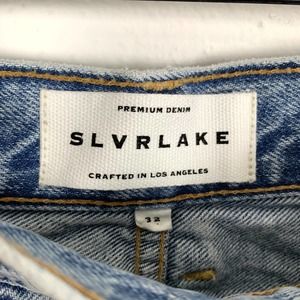 PREMIUM DENIM
SLVRLAKE
CRAFTED IN LOS ANGELES
32